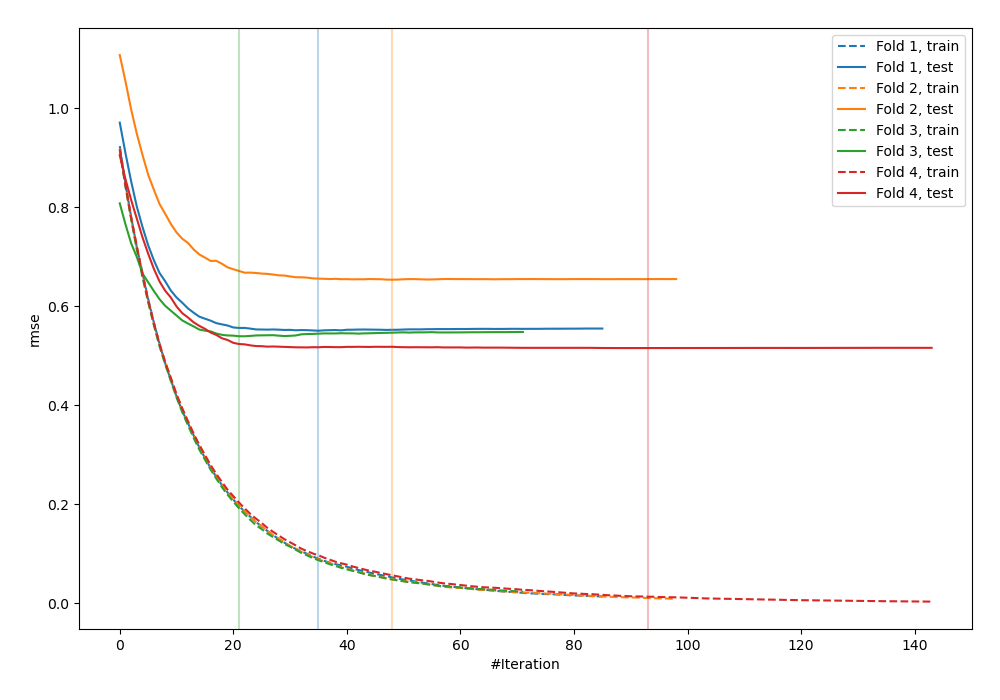 Fold 1, train
Fold 1, test
Fold 2, train
Fold 2, test
Fold 3, train
Fold 3, test
Fold 4, train
Fold 4, test
rmse
1.0
0.8
0.6
0.4
0.2
0.0
0 20 40 60 80 100 120 140
#Iteration